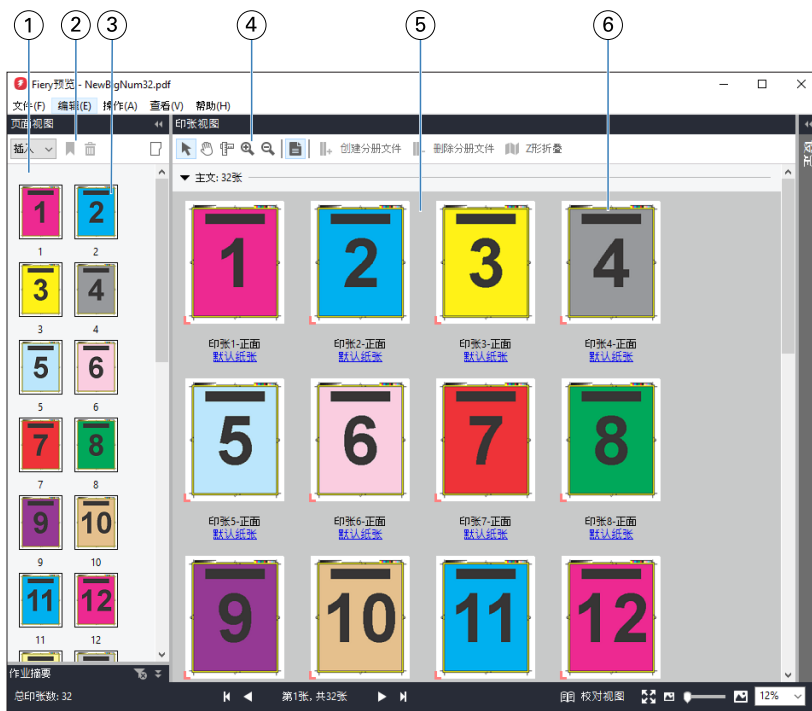 1 2 3 4 5 6
Fiery预览 - NewBigNum32.pdf
文件(F) 编辑(E) 操作(A) 查看(V) 帮助(H)
页面视图 印张视图
插入 创建分册文件 删除分册文件 Z形折叠
设定
主文: 32张
1 2
1 2
3 4
3 4
5 6
5 6
7 8
7 8
9 10
9 10
11 12
11 12
1 2 3 4
印张1-正面 印张2-正面 印张3-正面 印张4-正面
默认纸张 默认纸张 默认纸张 默认纸张
5 6 7 8
印张5-正面 印张6-正面 印张7-正面 印张8-正面
默认纸张 默认纸张 默认纸张 默认纸张
9 10 11 12
作业摘要
总印张数: 32 第1张, 共32张 校对视图 12%